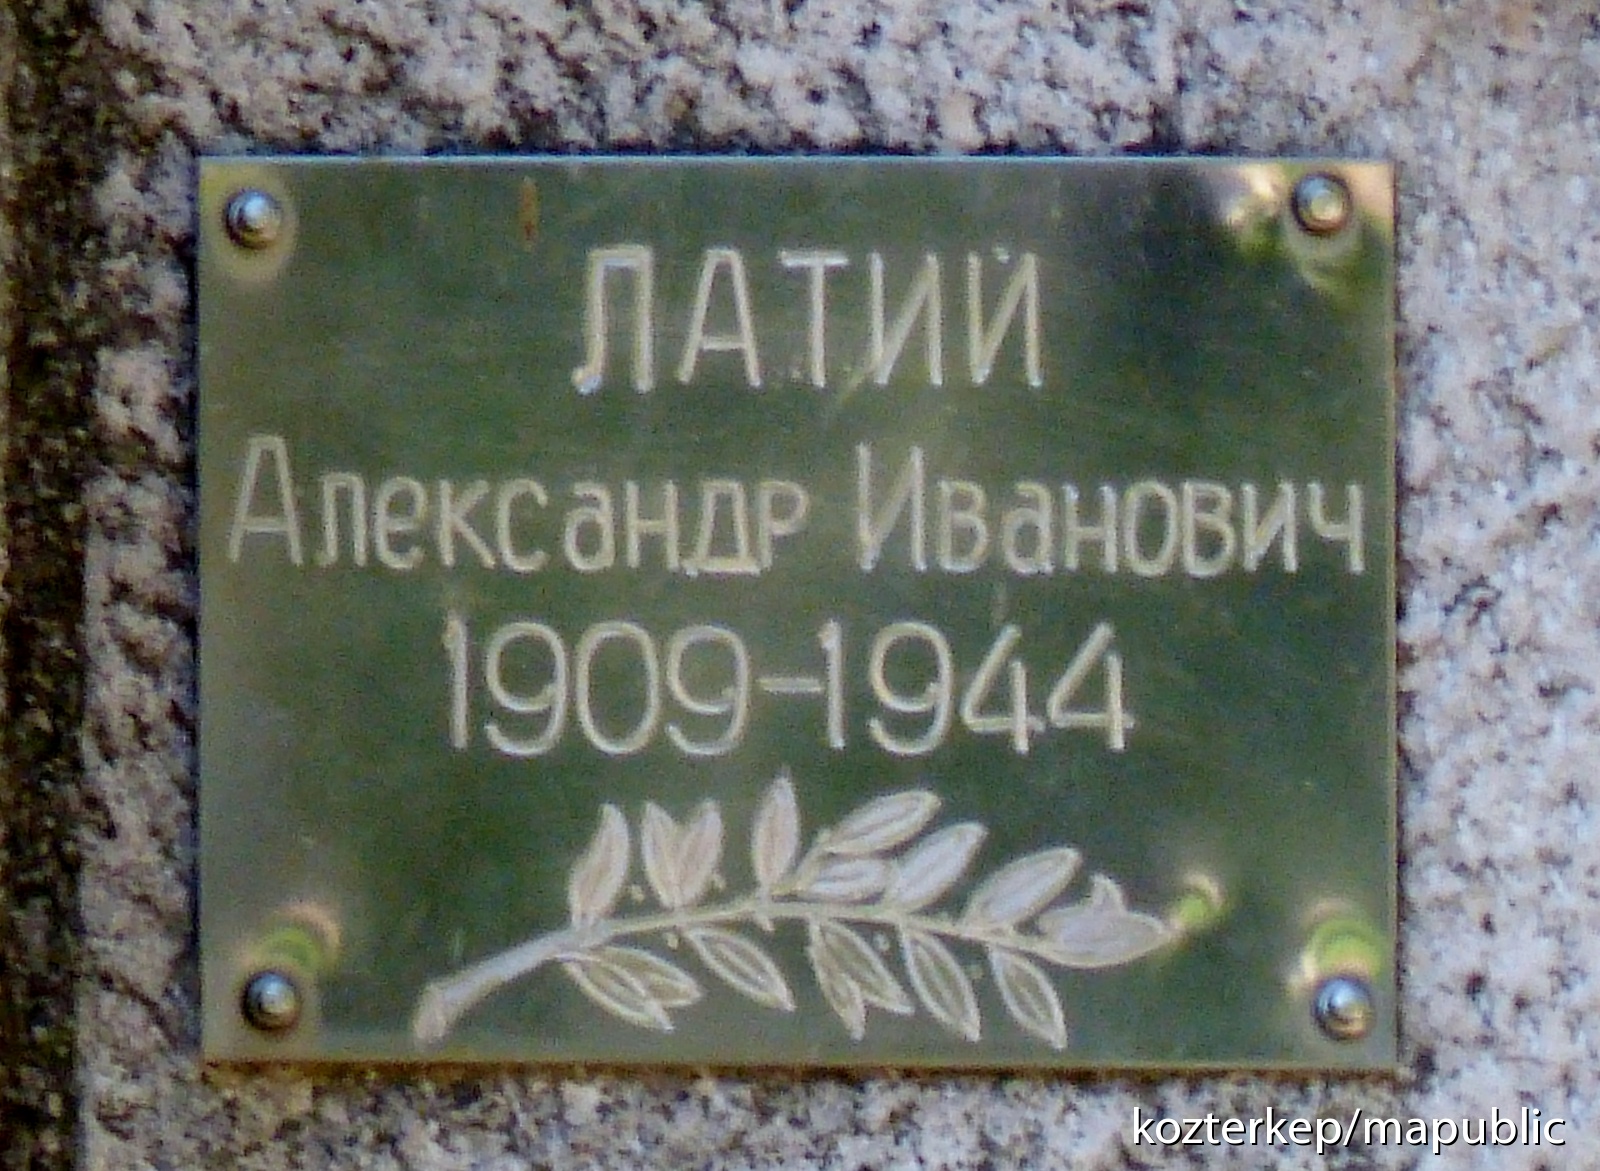 ЛАТИЙ
Александр Иванович
1909-1944
kozterkep/mapublic